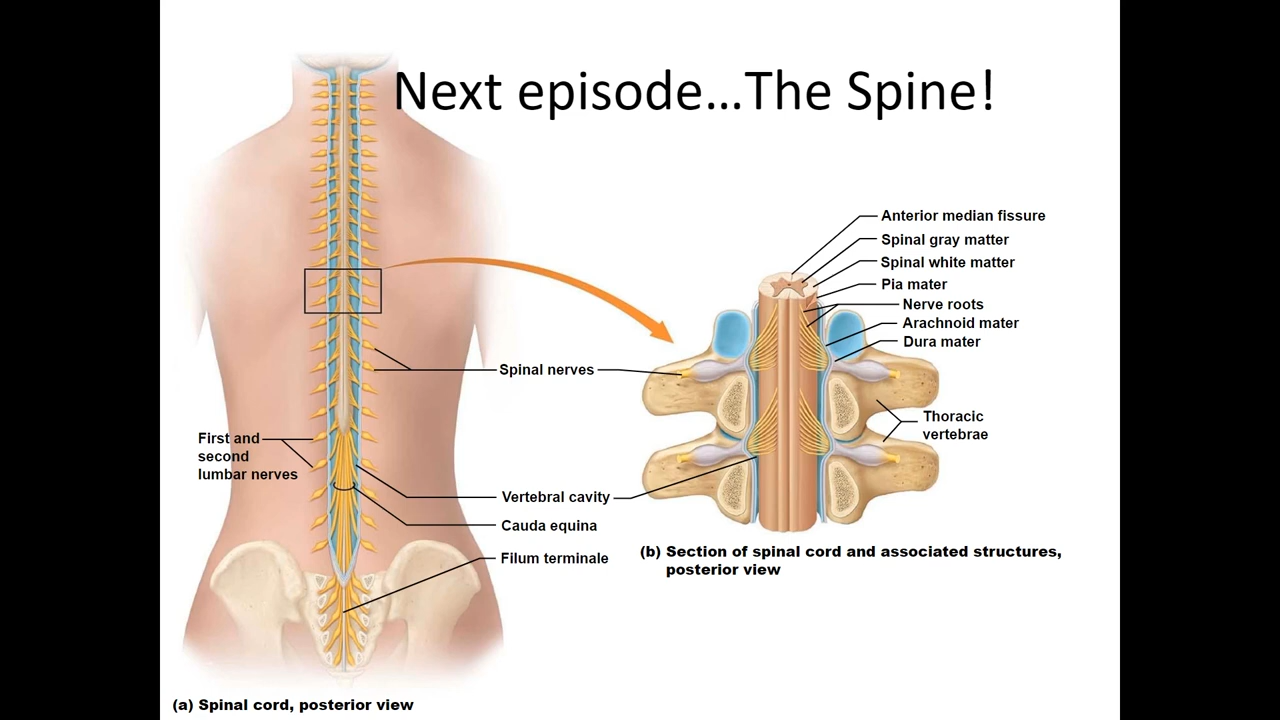 Next episode…The Spine!
Anterior median fissure
Spinal gray matter
Spinal white matter
Pia mater
Nerve roots
Arachnoid mater
Dura mater
Spinal nerves
Thoracic
vertebrae
First and
second
lumbar nerves
Vertebral cavity
Cauda equina
Filum terminale
(b) Section of spinal cord and associated structures,
posterior view
(a) Spinal cord, posterior view